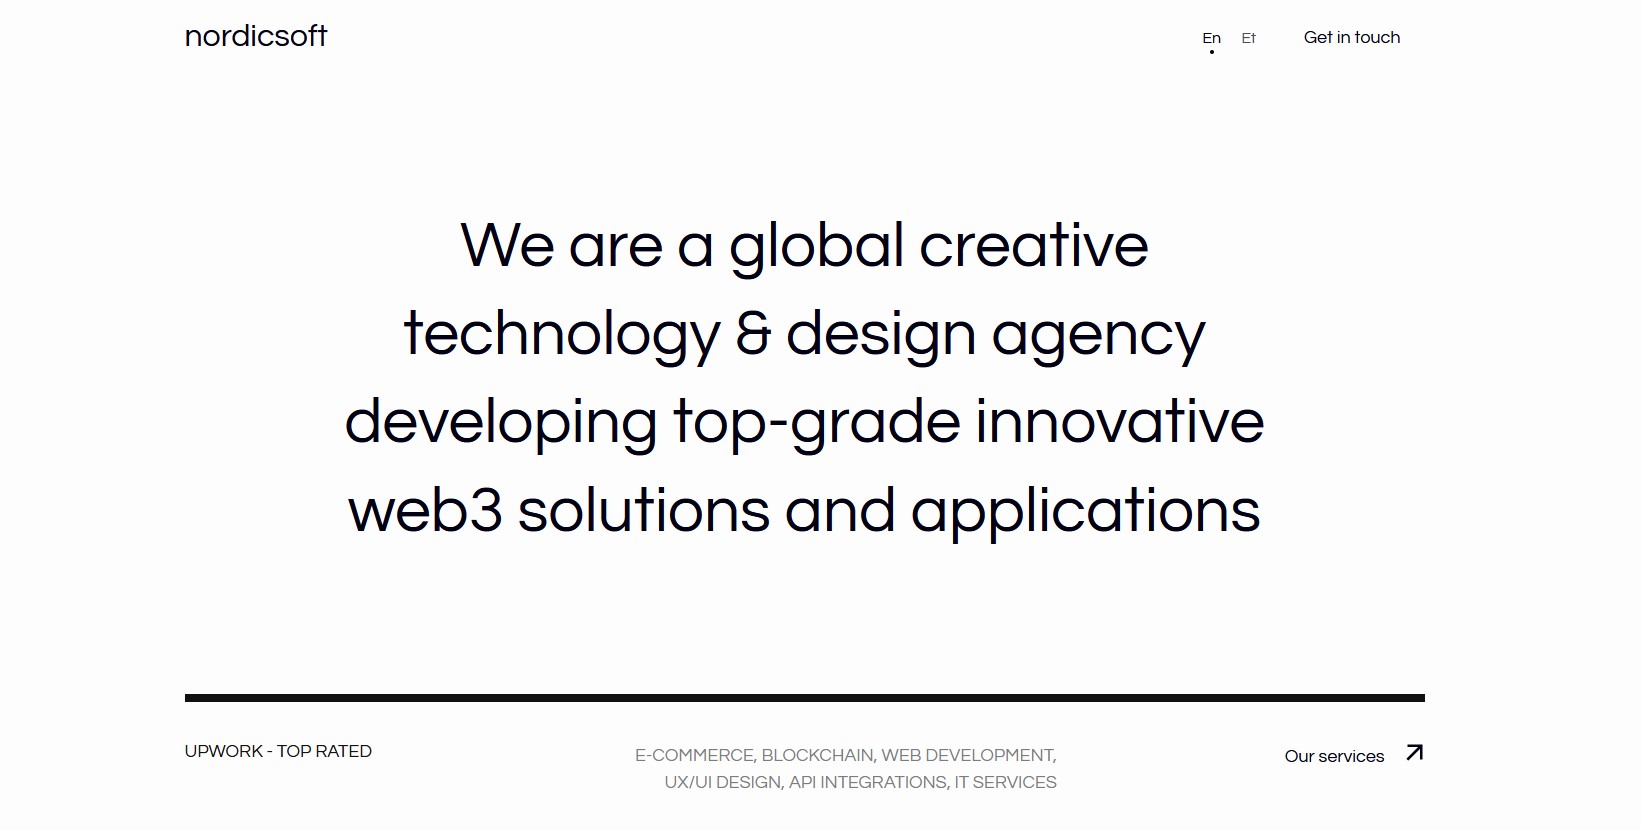 nordicsoft
En Et Get in touch
We are a global creative
technology & design agency
developing top-grade innovative
web3 solutions and applications
UPWORK - TOP RATED
E-COMMERCE, BLOCKCHAIN, WEB DEVELOPMENT,
UX/UI DESIGN, API INTEGRATIONS, IT SERVICES
Our services